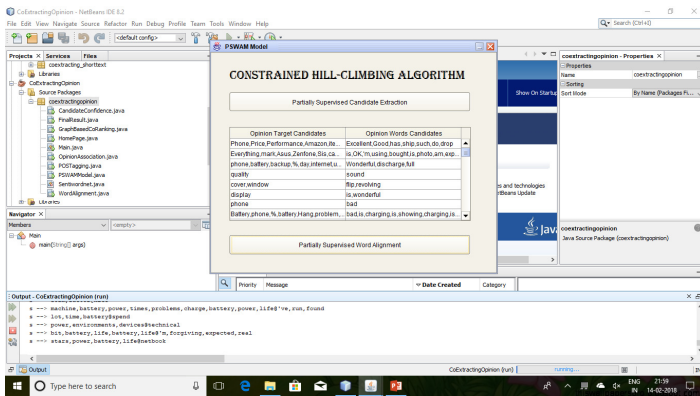 CoExtractingOpinion - NetBeans IDE 8.2
File Edit View Navigate Source Refactor Run Debug Profile Team Tools Window Help
Search (Ctrl+I)
<default config>
Projects Services Files
coextracting_shorttext
Libraries
CoExtractingOpinion
Source Packages
coextractingopinion
CandidateConfidence.java
FinalResult.java
GraphBasedCoRanking.java
HomePage.java
Main.java
OpinionAssociation.java
POSTagging.java
PSWAMModel.java
Sentiwordnet.java
WordAlignment.java
Libraries
Navigator
Members <empty>
Main
main(String[] args)
PSWAM Model
CONSTRAINED HILL-CLIMBING ALGORITHM
Partially Supervised Candidate Extraction
Opinion Target Candidates Opinion Words Candidates
Phone,Price,Performance,Amazon,ite... Excellent,Good,has,ship,such,do,drop
Everything,mark,Asus,Zenfone,Sis,ca... is,OK,'m,using,bought,is,photo,am,exp...
phone,battery,backup,%,day,internet,u... Wonderful,discharge,full
quality sound
cover,window flip,revolving
display is,wonderful
phone bad
Battery,phone,%,battery,Hang,problem,... bad,is,charging,is,showing,charging,is...
Partially Supervised Word Alignment
Show On Startup
s and technologies
etBeans Update
Java
coextractingopinion - Properties
Properties
Name coextractingopinion
Sorting
Sort Mode By Name (Packages Fi...
coextractingopinion
Java Source Package (coextractingopinion)
Priority Message Date Created Category
Output - CoExtractingOpinion (run)
s --> machine,battery,power,times,problems,charge,battery,power,life@'ve,run,found
s --> lot,time,battery@spend
s --> power,environments,devices@technical
s --> bit,battery,life,battery,life@'m,forgiving,expected,real
s --> stars,power,battery,life@netbook
Output
CoExtractingOpinion (run) running...
Type here to search
ENG 21:59
IN 14-02-2018